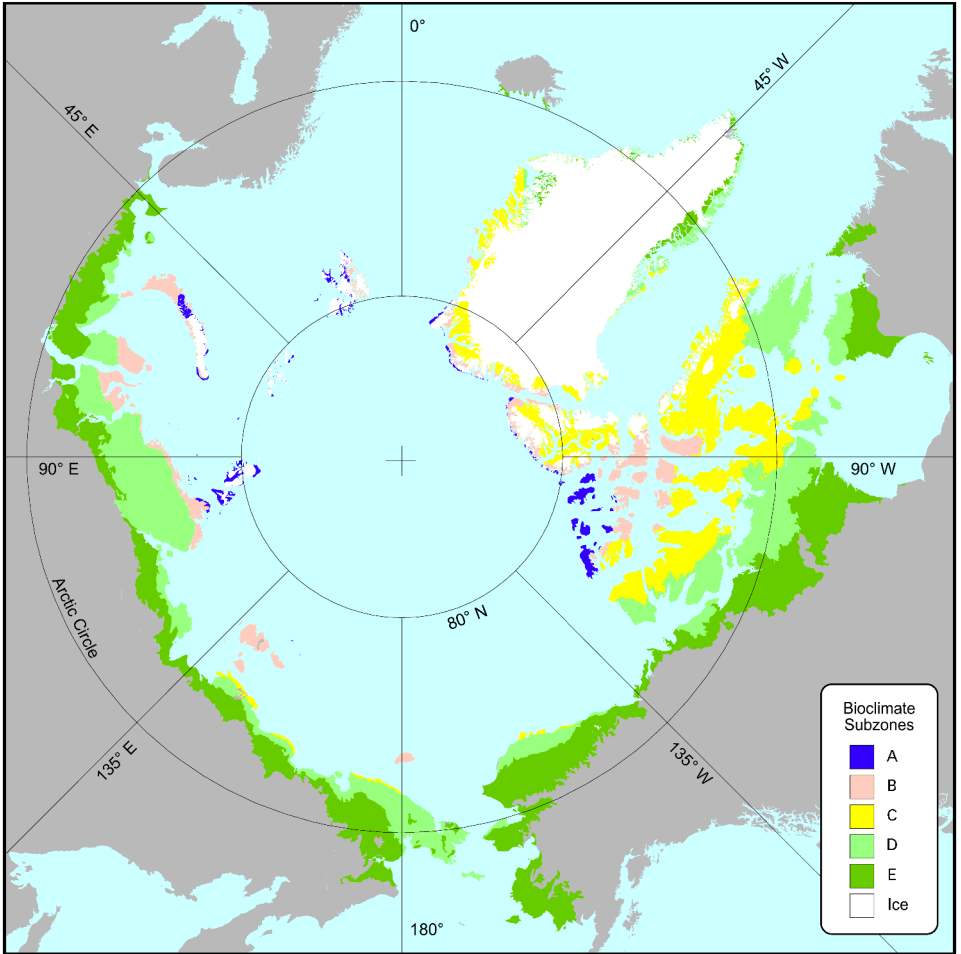 0°
45° W
45° E
90° E
90° W
80° N
Arctic Circle
135° E
135° W
180°
Bioclimate
Subzones
A
B
C
D
E
Ice